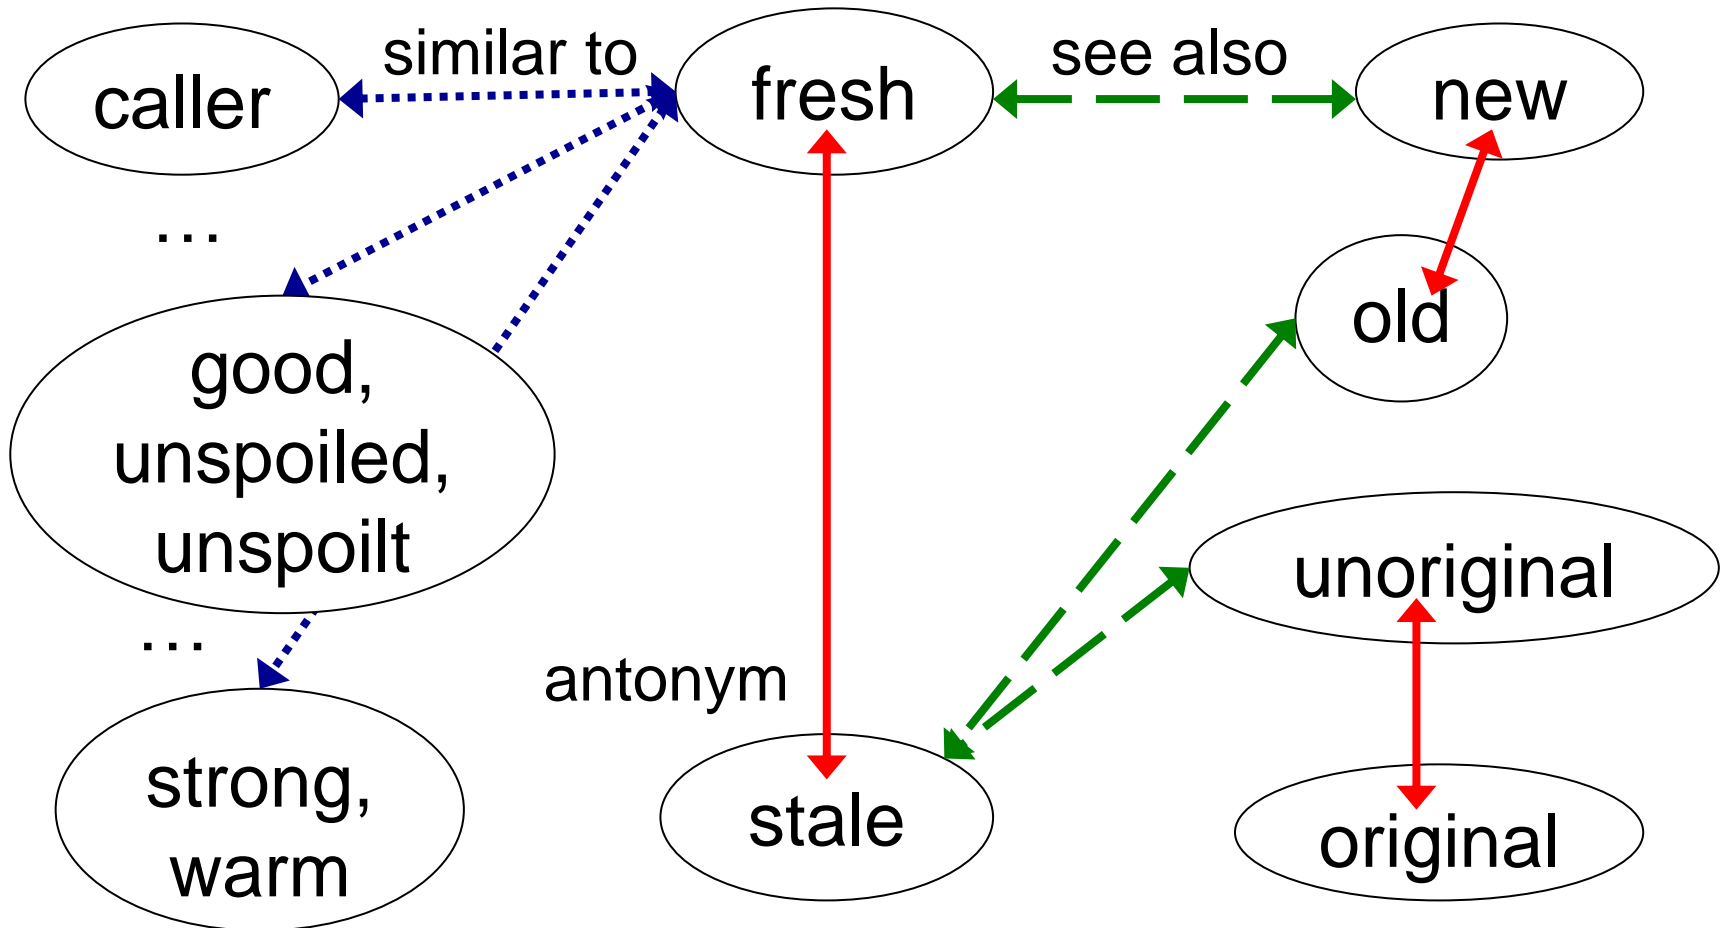 caller
similar to
fresh
see also
new
…
old
good,
unspoiled,
unspoilt
unoriginal
…
antonym
strong,
warm
stale
original